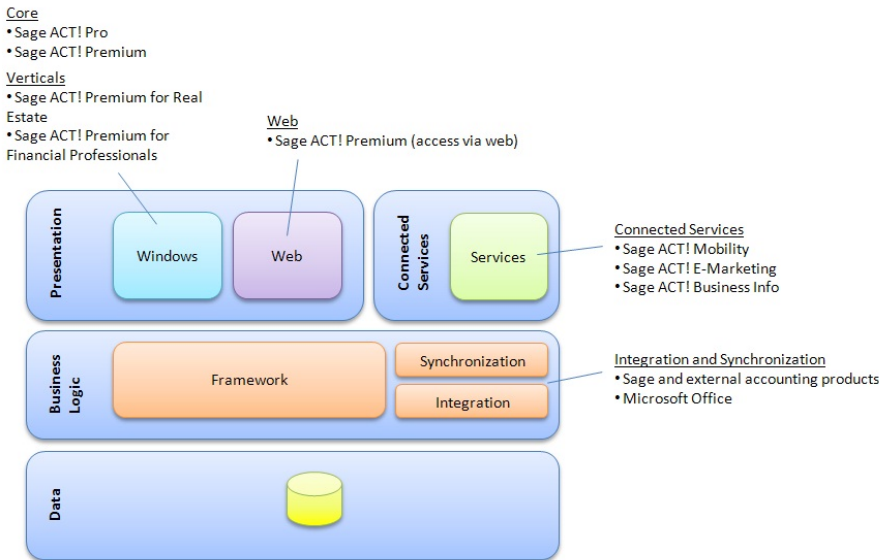 Core
• Sage ACT! Pro
• Sage ACT! Premium
Verticals
• Sage ACT! Premium for Real
Estate
• Sage ACT! Premium for
Financial Professionals
Web
• Sage ACT! Premium (access via web)
Presentation
Windows
Web
Connected
Services
Services
Connected Services
• Sage ACT! Mobility
• Sage ACT! E-Marketing
• Sage ACT! Business Info
Business
Logic
Framework
Synchronization
Integration
Integration and Synchronization
• Sage and external accounting products
• Microsoft Office
Data